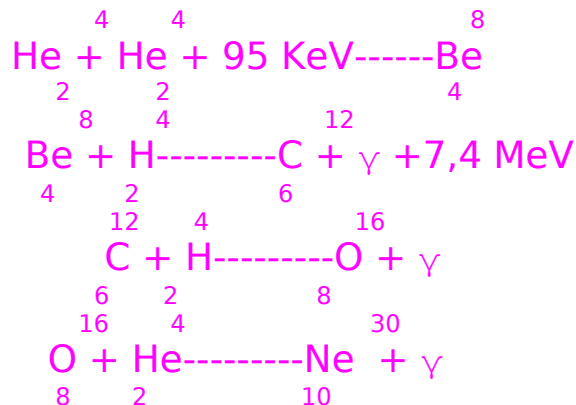 4 4 8
He + He + 95 KeV------Be
2 2 4
8 4 12
Be + H---------C + γ +7,4 MeV
4 2 6
12 4 16
C + H---------O + γ
6 2 8
16 4 30
O + He---------Ne + γ
8 2 10